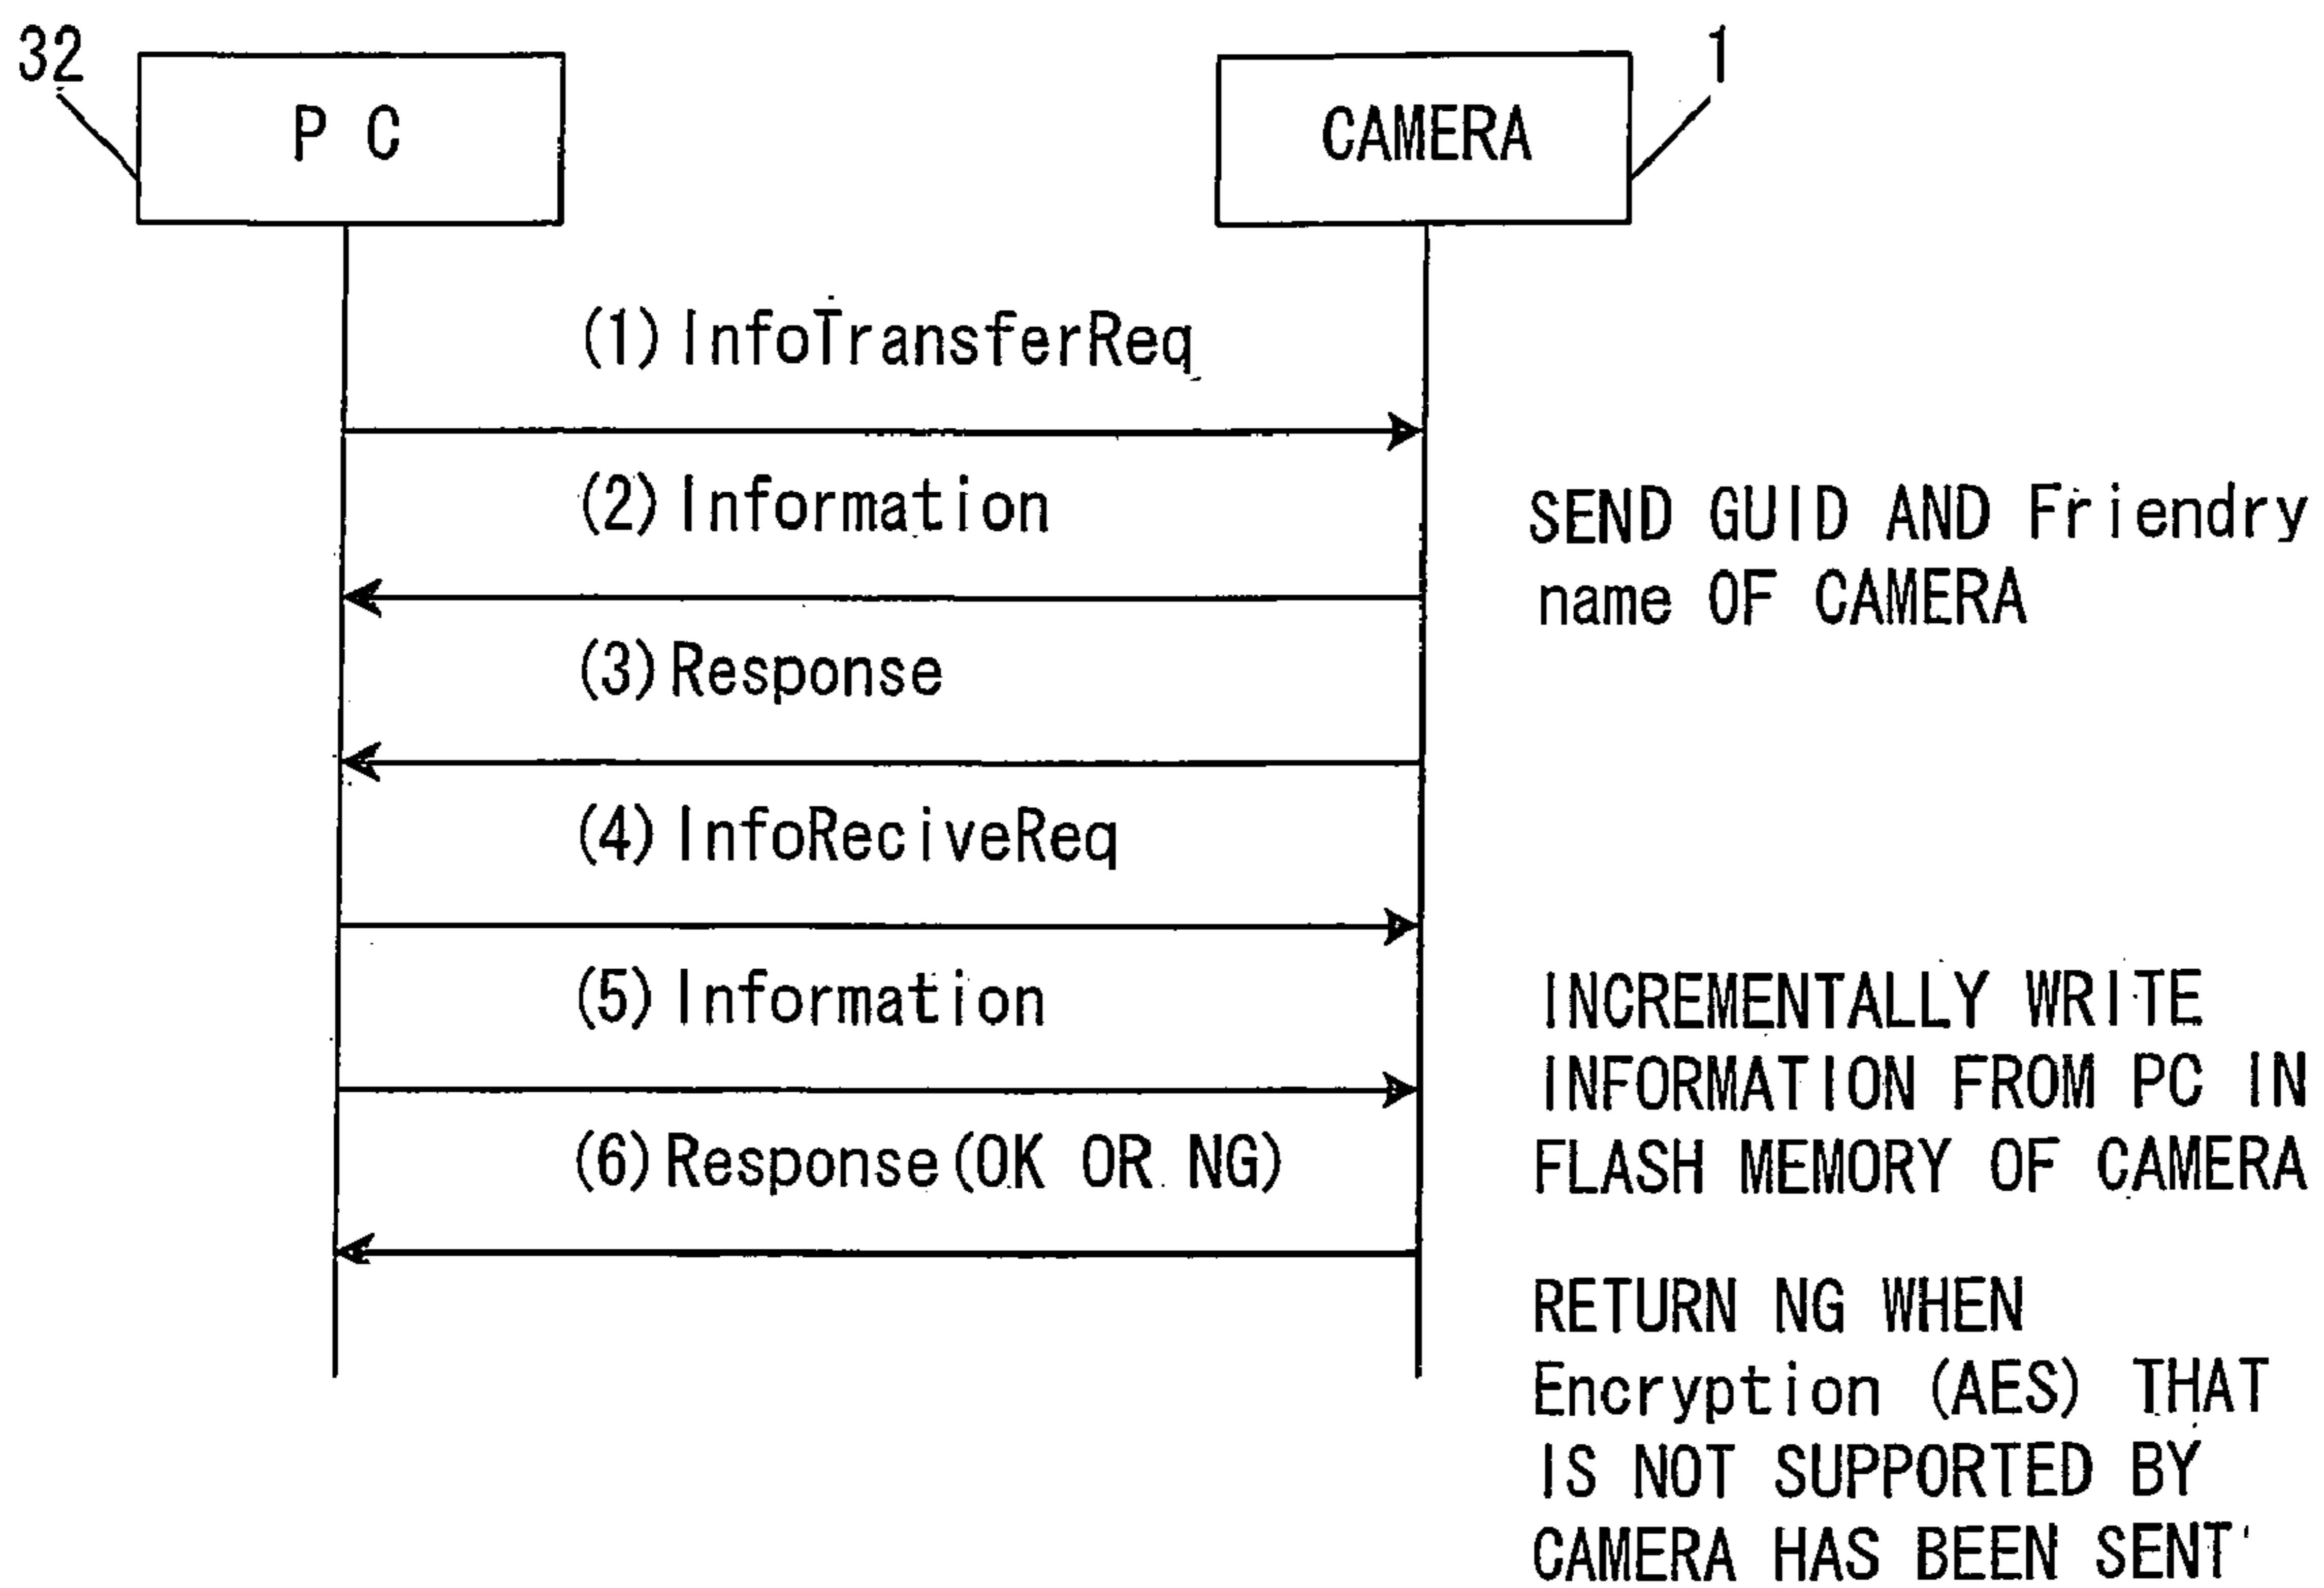 32
P C
CAMERA
1
(1) InfoTransferReq
(2) Information
SEND GUID AND Friendry
name OF CAMERA
(3) Response
(4) InfoReciveReq
(5) Information
INCREMENTALLY WRITE
INFORMATION FROM PC IN
FLASH MEMORY OF CAMERA
(6) Response (OK OR NG)
RETURN NG WHEN
Encryption (AES) THAT
IS NOT SUPPORTED BY
CAMERA HAS BEEN SENT